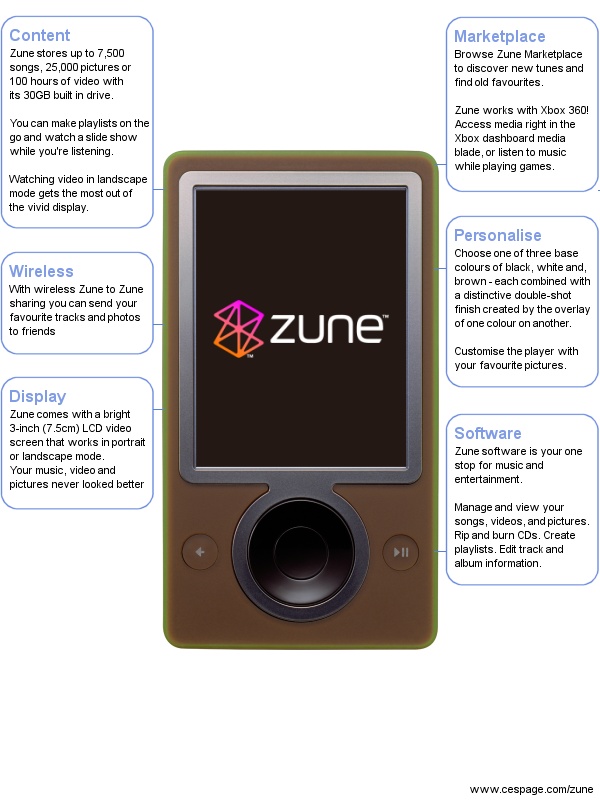 Content
Zune stores up to 7,500
songs, 25,000 pictures or
100 hours of video with
its 30GB built in drive.
You can make playlists on the
go and watch a slide show
while you're listening.
Watching video in landscape
mode gets the most out of
the vivid display.
Wireless
With wireless Zune to Zune
sharing you can send your
favourite tracks and photos
to friends
Display
Zune comes with a bright
3-inch (7.5cm) LCD video
screen that works in portrait
or landscape mode.
Your music, video and
pictures never looked better
zune™
™
Marketplace
Browse Zune Marketplace
to discover new tunes and
find old favourites.
Zune works with Xbox 360!
Access media right in the
Xbox dashboard media
blade, or listen to music
while playing games.
Personalise
Choose one of three base
colours of black, white and,
brown - each combined with
a distinctive double-shot
finish created by the overlay
of one colour on another.
Customise the player with
your favourite pictures.
Software
Zune software is your one
stop for music and
entertainment.
Manage and view your
songs, videos, and pictures.
Rip and burn CDs. Create
playlists. Edit track and
album information.
www.cespage.com/zune